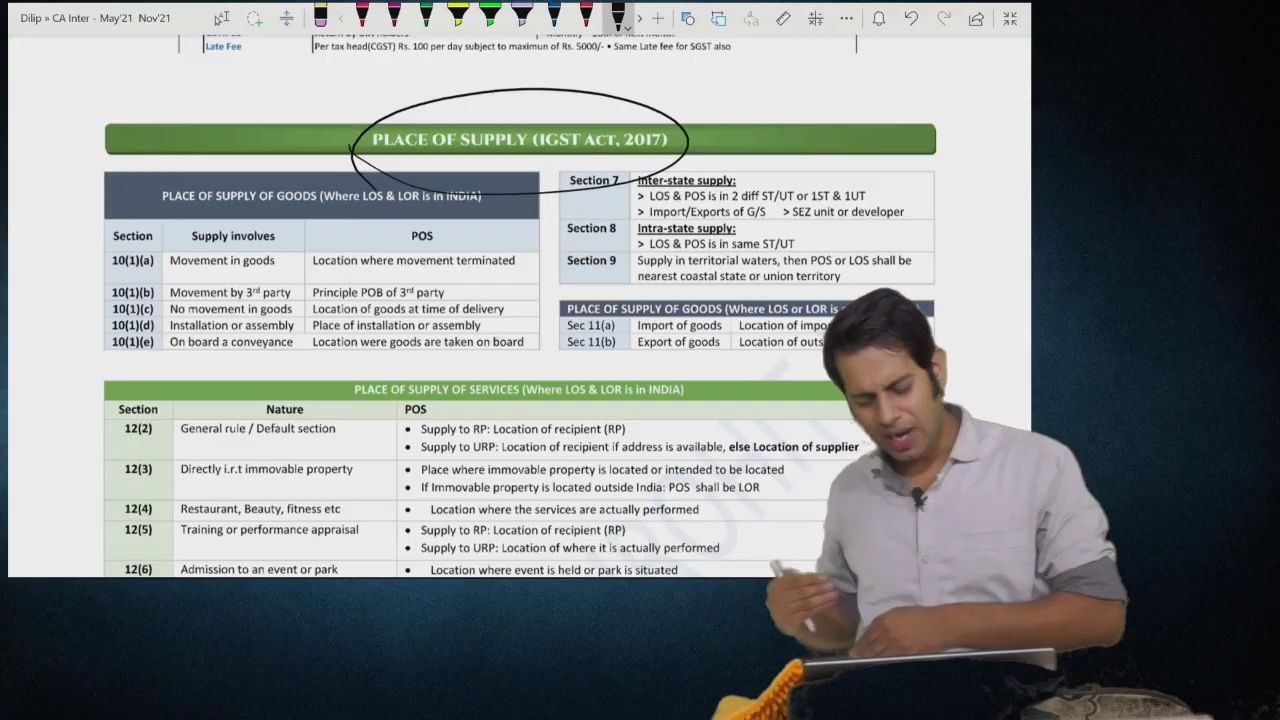 Dilip » CA Inter - May'21 Nov'21
Late Fee Per tax head(CGST) Rs. 100 per day subject to maximun of Rs. 5000/- • Same Late fee for SGST also
PLACE OF SUPPLY (IGST ACT, 2017)
PLACE OF SUPPLY OF GOODS (Where LOS & LOR is in INDIA)
Section Supply involves POS
10(1)(a) Movement in goods Location where movement terminated
10(1)(b) Movement by 3rd party Principle POB of 3rd party
10(1)(c) No movement in goods Location of goods at time of delivery
10(1)(d) Installation or assembly Place of installation or assembly
10(1)(e) On board a conveyance Location were goods are taken on board
Section 7 Inter-state supply:
> LOS & POS is in 2 diff ST/UT or 1ST & 1UT
> Import/Exports of G/S > SEZ unit or developer
Section 8 Intra-state supply:
> LOS & POS is in same ST/UT
Section 9 Supply in territorial waters, then POS or LOS shall be
nearest coastal state or union territory
PLACE OF SUPPLY OF GOODS (Where LOS or LOR is
Sec 11(a) Import of goods Location of
Sec 11(b) Export of goods Location of
PLACE OF SUPPLY OF SERVICES (Where LOS & LOR is in INDIA)
Section Nature POS
12(2) General rule / Default section • Supply to RP: Location of recipient (RP)
• Supply to URP: Location of recipient if address is available, else Location of supplier
12(3) Directly i.r.t immovable property • Place where immovable property is located or intended to be located
• If Immovable property is located outside India: POS shall be LOR
12(4) Restaurant, Beauty, fitness etc • Location where the services are actually performed
12(5) Training or performance appraisal • Supply to RP: Location of recipient (RP)
• Supply to URP: Location of where it is actually performed
12(6) Admission to an event or park • Location where event is held or park is situated